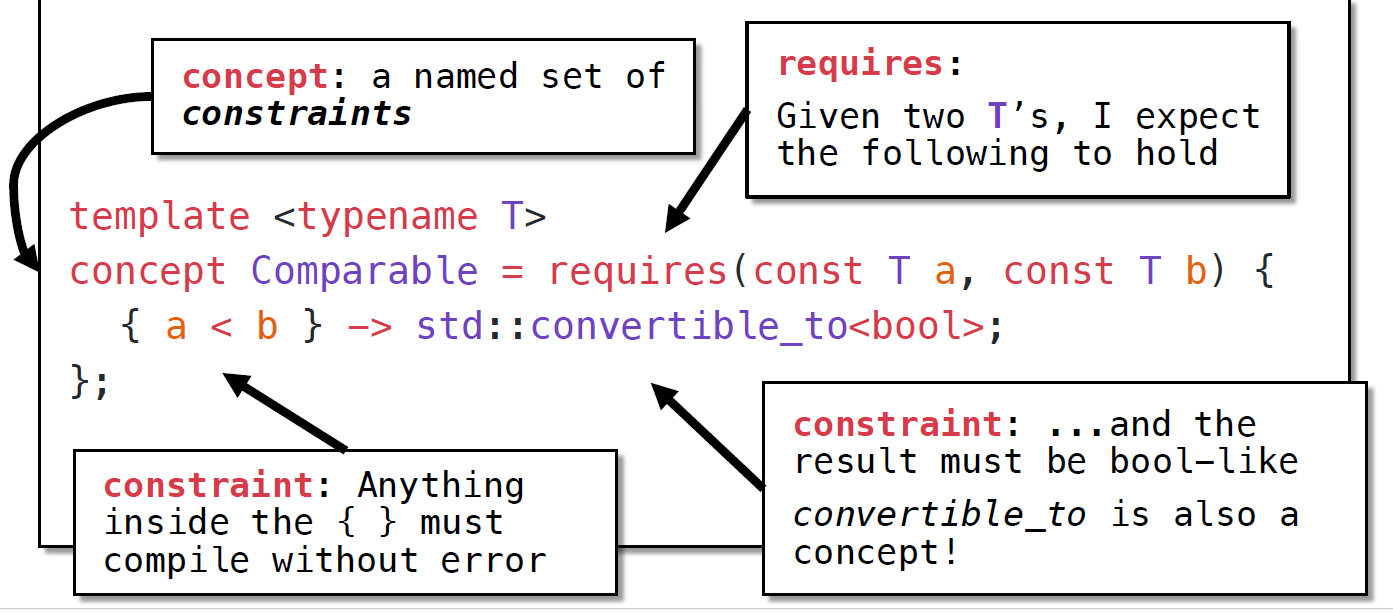 concept: a named set of
constraints
requires:
Given two T’s, I expect
the following to hold
template <typename T>
concept Comparable = requires(const T a, const T b) {
{ a < b } -> std::convertible_to<bool>;
};
constraint: Anything
inside the { } must
compile without error
constraint: ...and the
result must be bool-like
convertible_to is also a
concept!